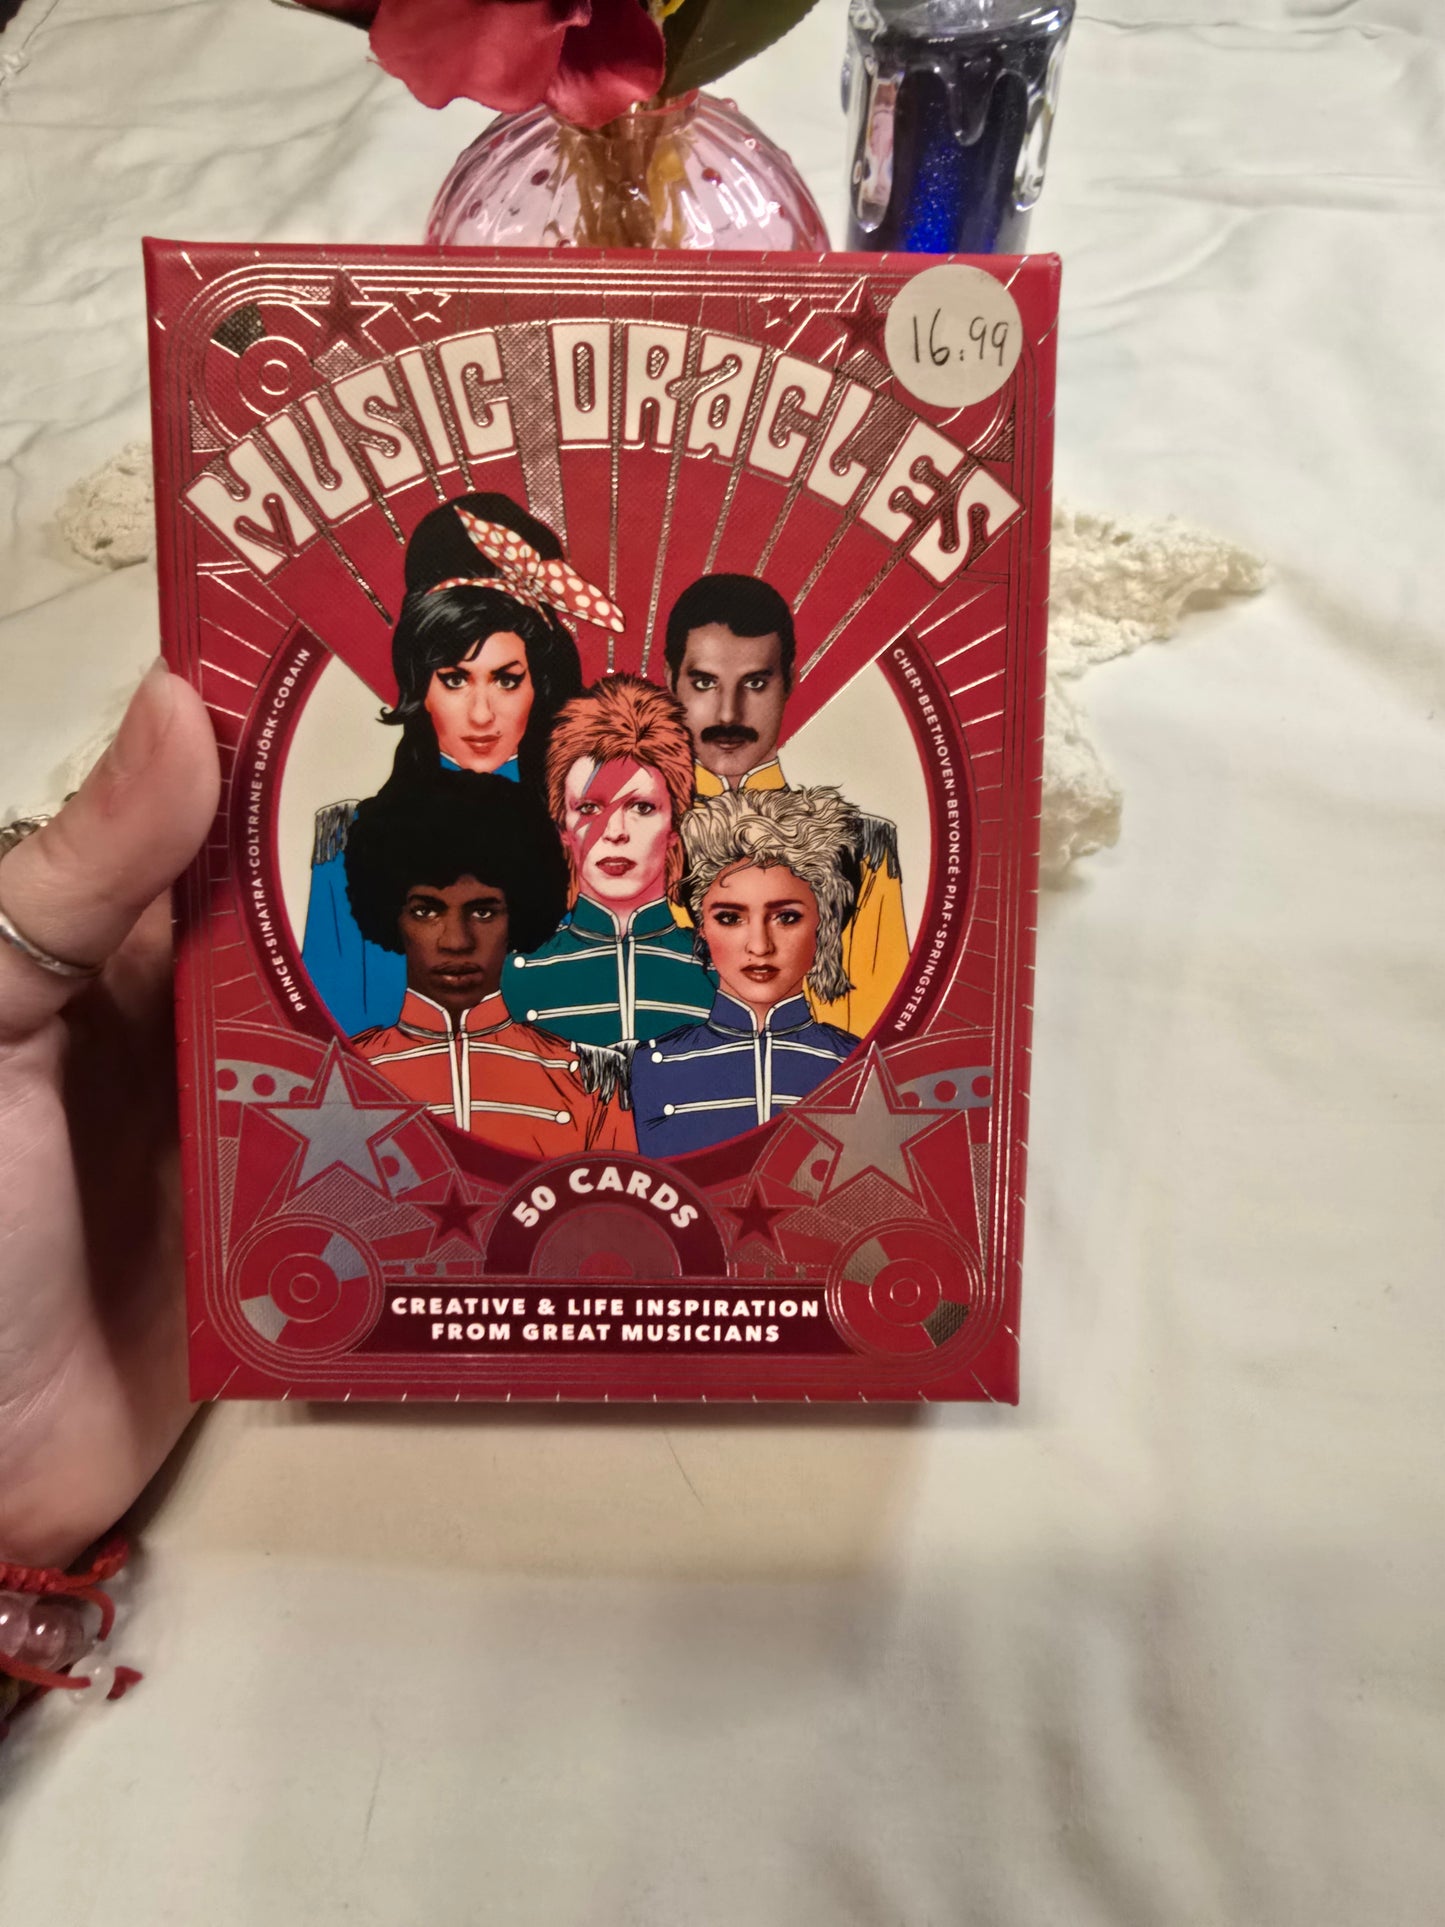 16.99
MUSIC ORACLES
PRINCE • SINATRA • COLTRANE • BJÖRK • COBAIN
CHER • BEETHOVEN • BEYONCÉ • PIAF • SPRINGSTEEN
50 CARDS
CREATIVE & LIFE INSPIRATION
FROM GREAT MUSICIANS